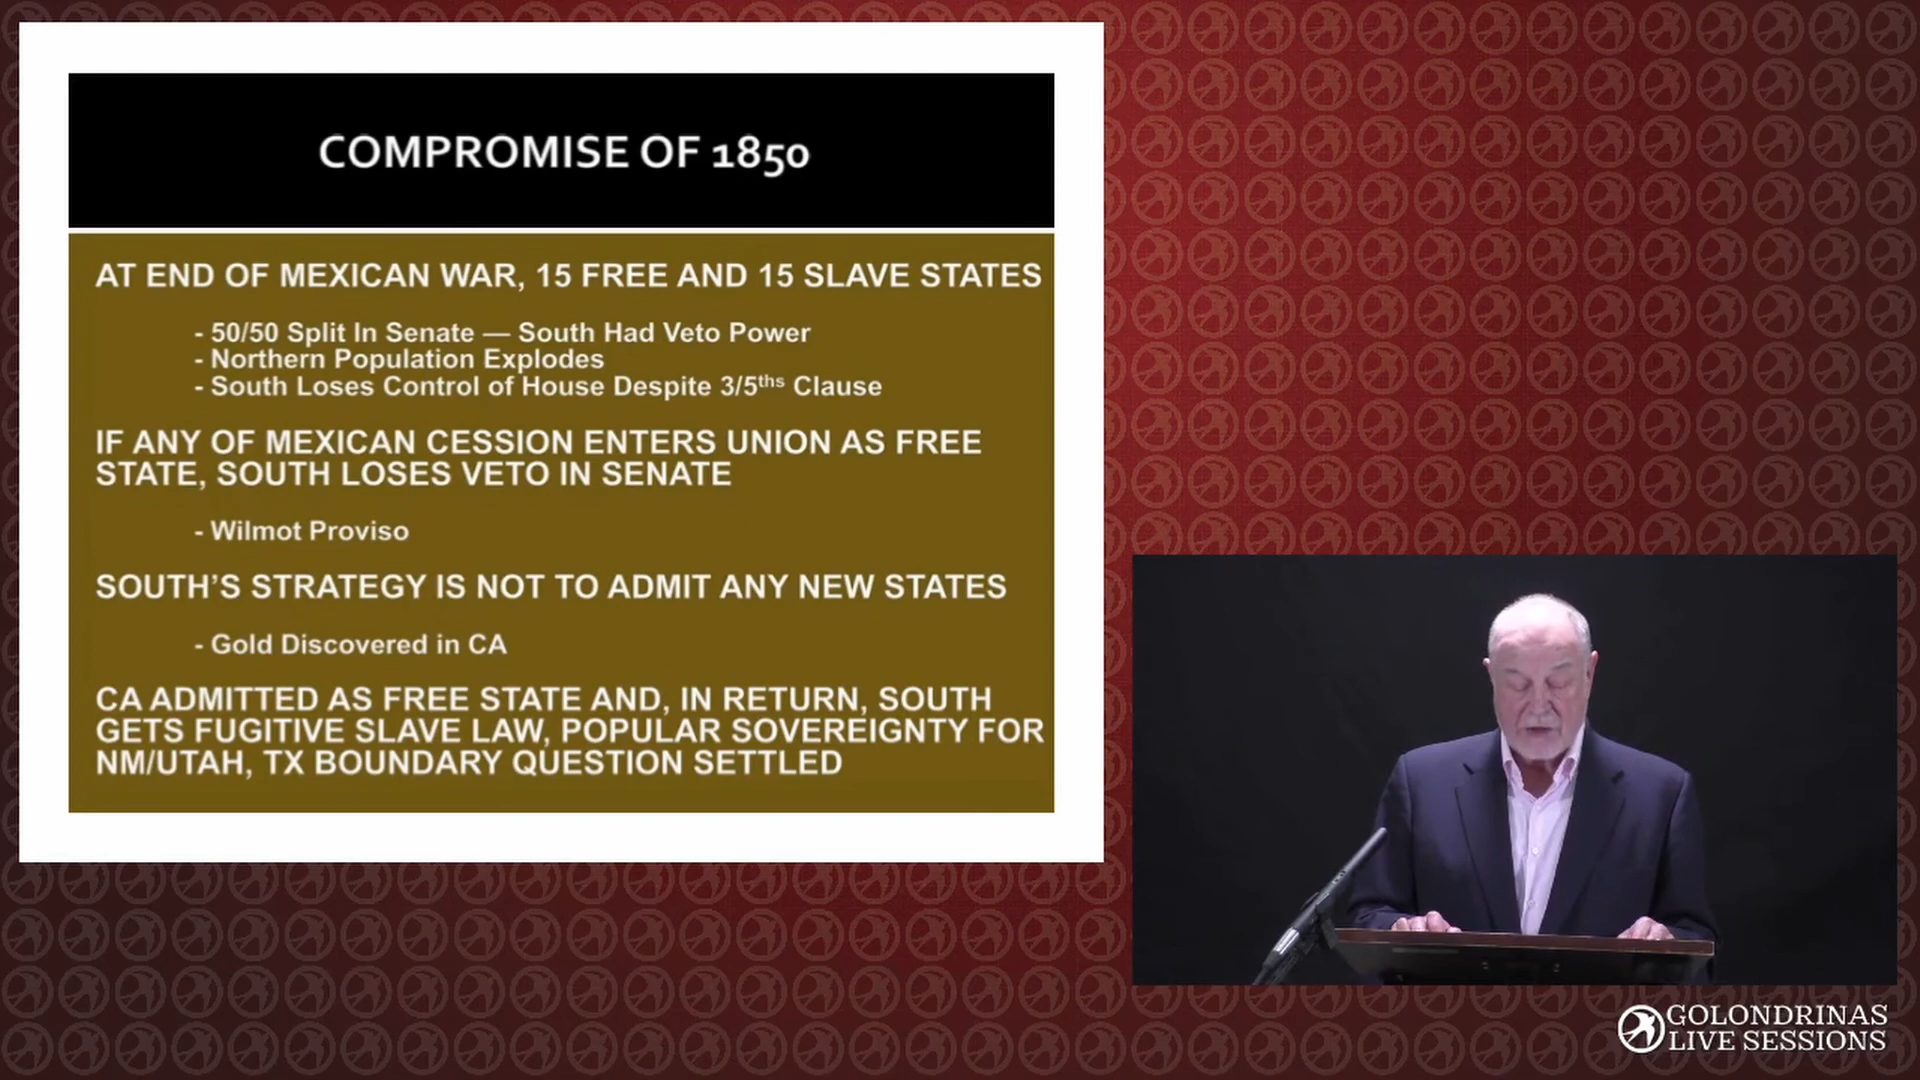 COMPROMISE OF 1850
AT END OF MEXICAN WAR, 15 FREE AND 15 SLAVE STATES
- 50/50 Split In Senate — South Had Veto Power
- Northern Population Explodes
- South Loses Control of House Despite 3/5ths Clause
IF ANY OF MEXICAN CESSION ENTERS UNION AS FREE
STATE, SOUTH LOSES VETO IN SENATE
- Wilmot Proviso
SOUTH'S STRATEGY IS NOT TO ADMIT ANY NEW STATES
- Gold Discovered in CA
CA ADMITTED AS FREE STATE AND, IN RETURN, SOUTH
GETS FUGITIVE SLAVE LAW, POPULAR SOVEREIGNTY FOR
NM/UTAH, TX BOUNDARY QUESTION SETTLED
GOLONDRINAS
LIVE SESSIONS